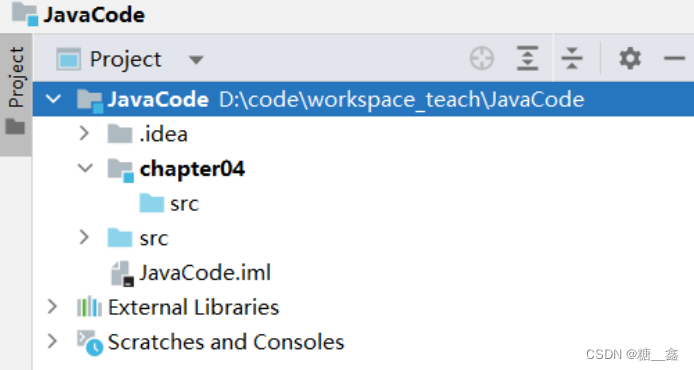 JavaCode
Project
Project
JavaCode D:\code\workspace_teach\JavaCode
.idea
chapter04
src
src
JavaCode.iml
External Libraries
Scratches and Consoles
CSDN @糖__鑫